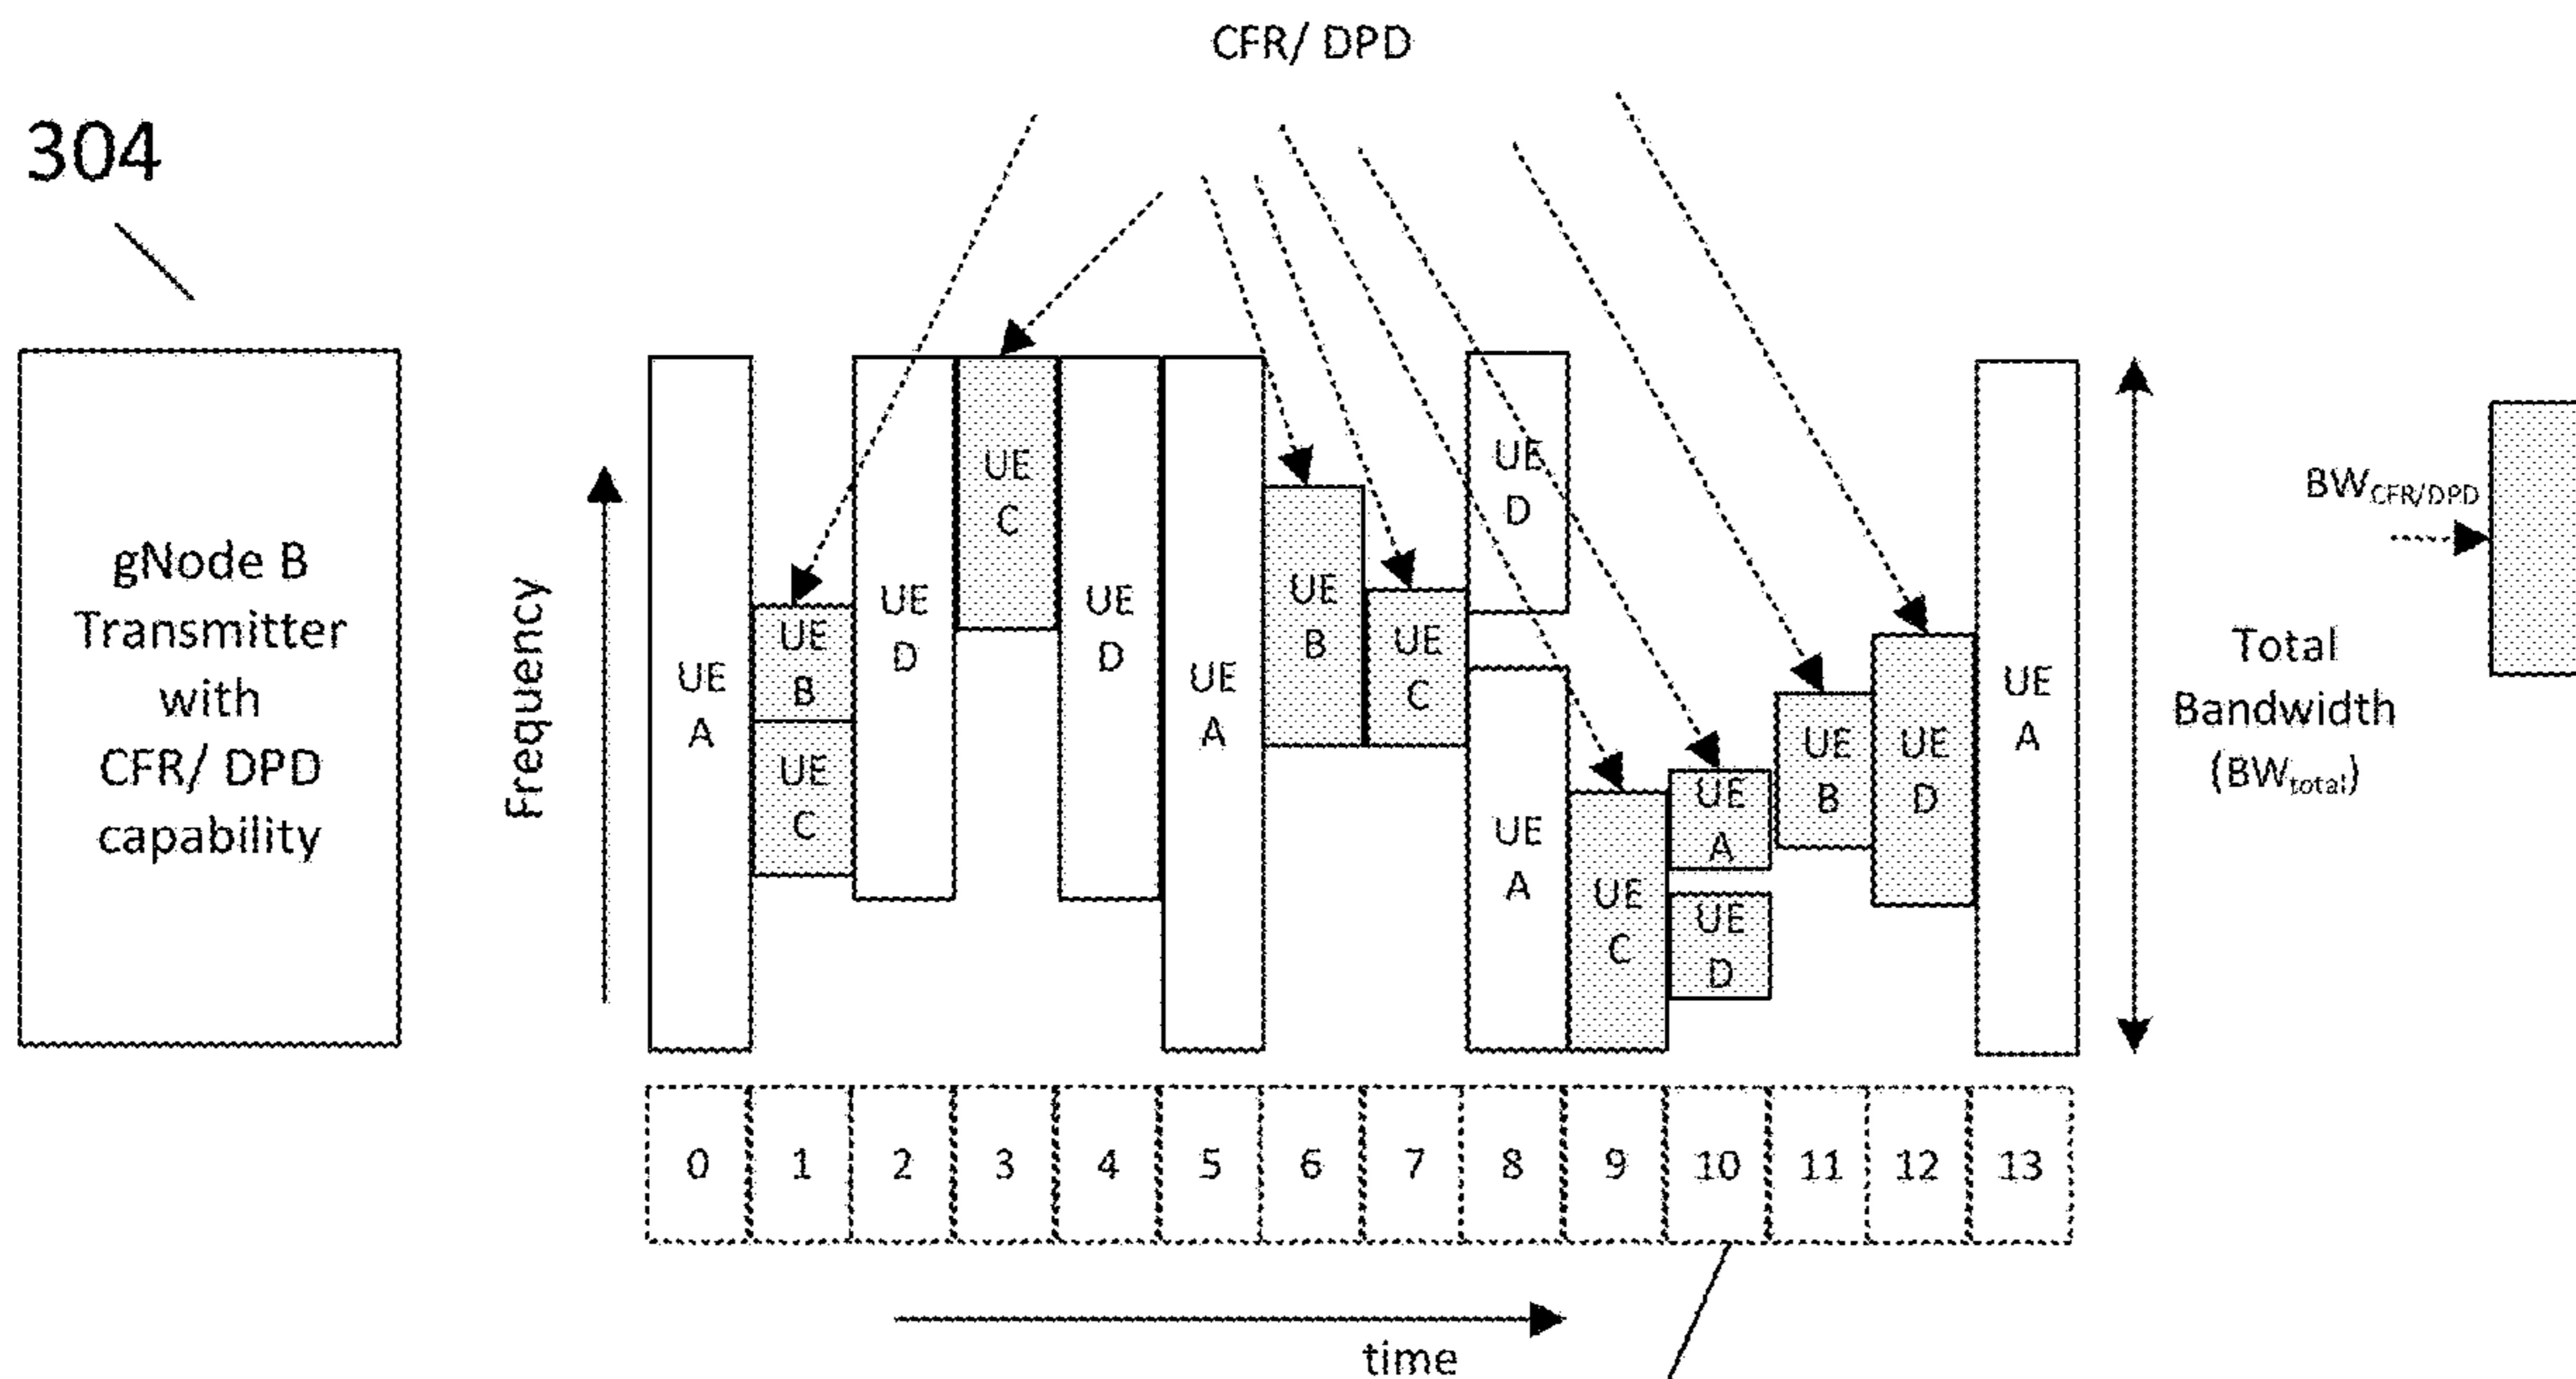 CFR/ DPD
304
gNode B
Transmitter
with
CFR/ DPD
capability
Frequency
UE
A
UE
B
UE
C
UE
D
UE
C
UE
D
UE
A
UE
B
UE
C
UE
D
UE
A
UE
C
UE
A
UE
D
UE
B
UE
D
UE
A
Total
Bandwidth
(BWtotal)
BWCFR/DPD
0 1 2 3 4 5 6 7 8 9 10 11 12 13
time